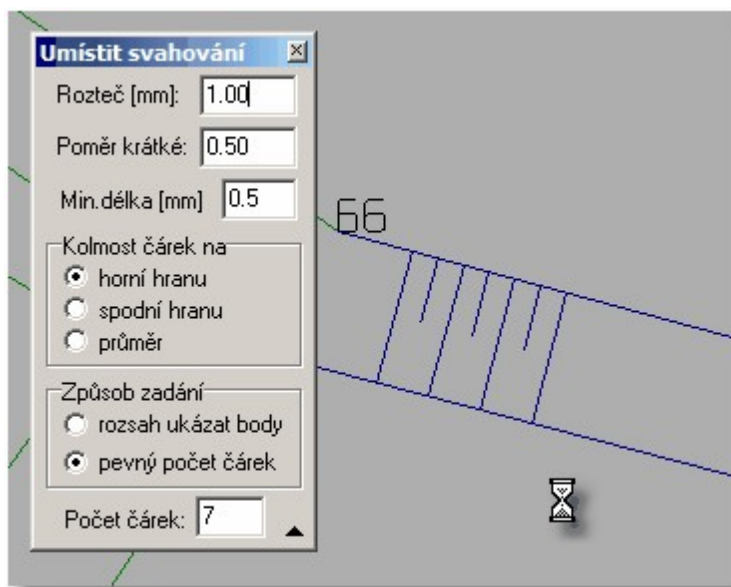 Umístit svahování
Rozteč [mm]: 1.00
Poměr krátké: 0.50
Min.délka [mm] 0.5
66
Kolmost čárek na
horní hranu
spodní hranu
průměr
Způsob zadání
rozsah ukázat body
pevný počet čárek
Počet čárek: 7